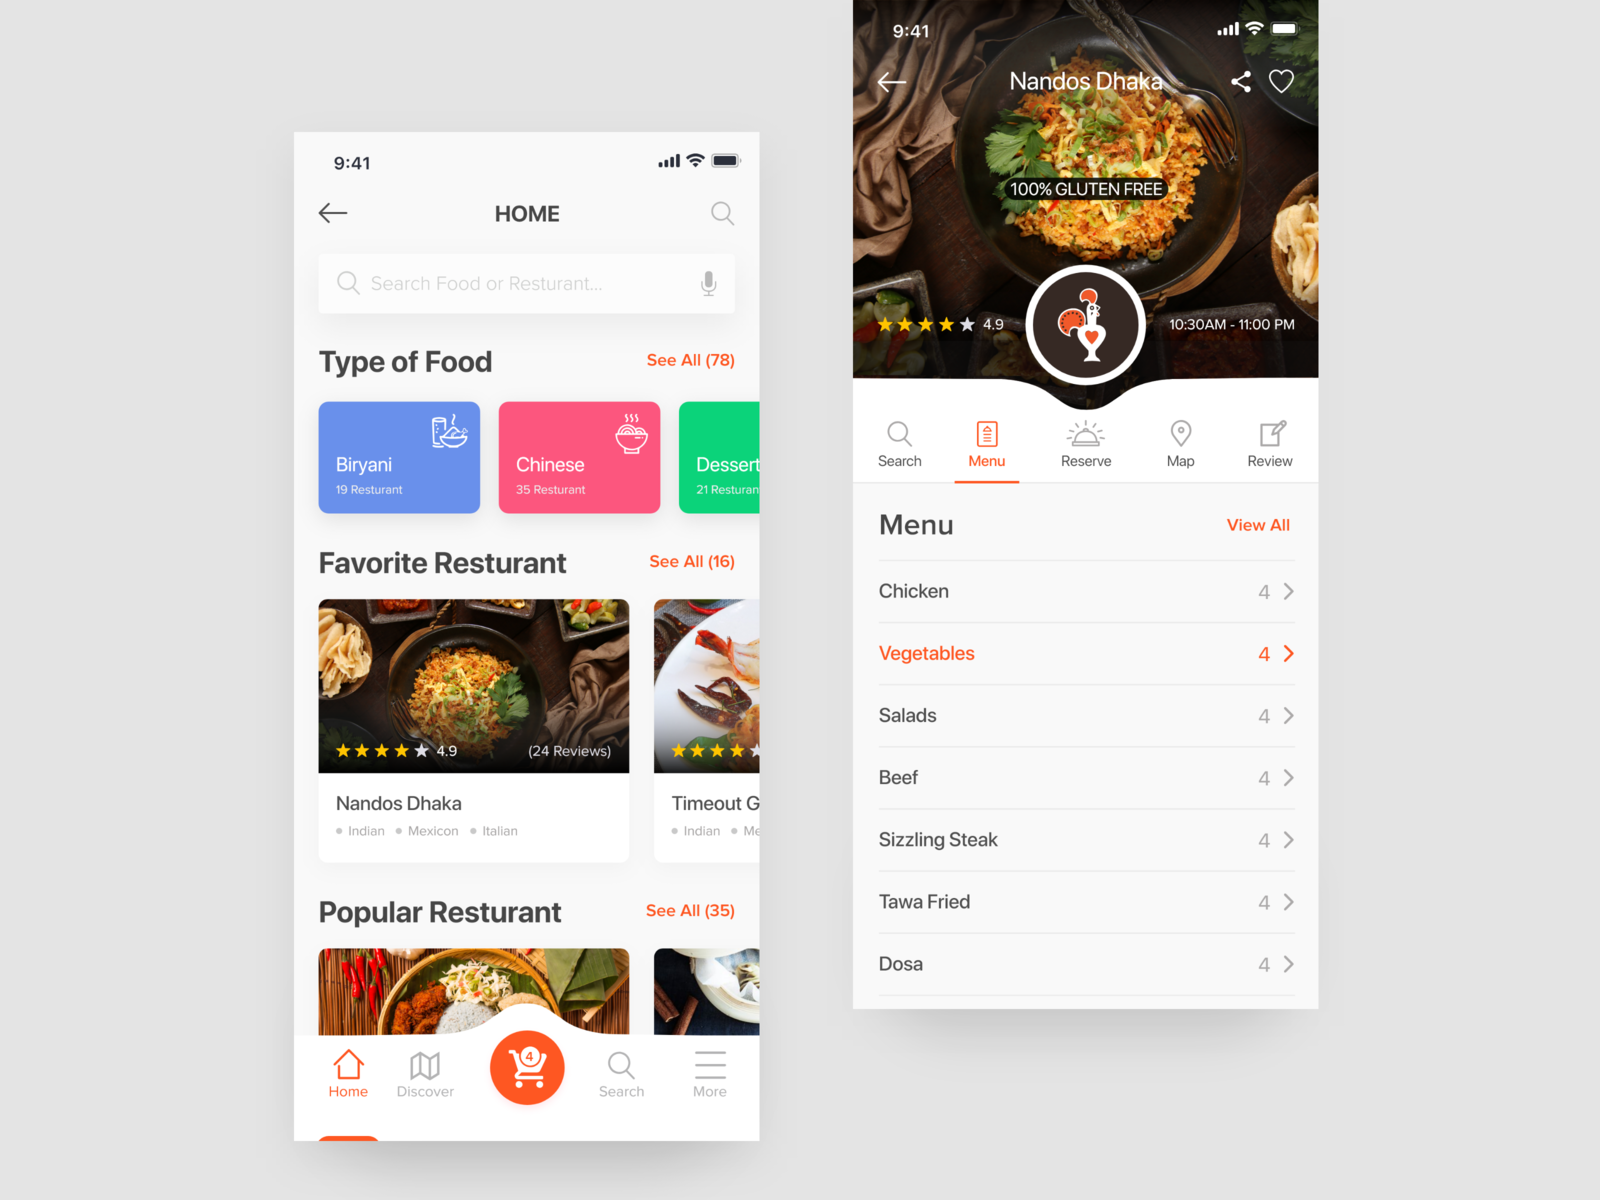 9:41
HOME
Search Food or Resturant...
Type of Food
See All (78)
Biryani
19 Resturant
Chinese
35 Resturant
Dessert
21 Resturan
Favorite Resturant
See All (16)
4.9
(24 Reviews)
Nandos Dhaka
Indian
Mexicon
Italian
Timeout G
Indian
Me
Popular Resturant
See All (35)
4
Home
Discover
Search
More
9:41
Nandos Dhaka
100% GLUTEN FREE
4.9
10:30AM - 11:00 PM
Search
Menu
Reserve
Map
Review
Menu
View All
Chicken 4
Vegetables 4
Salads 4
Beef 4
Sizzling Steak 4
Tawa Fried 4
Dosa 4